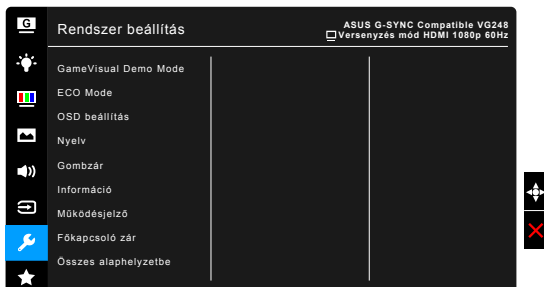 G
Rendszer beállítás
ASUS G-SYNC Compatible VG248
Versenyzés mód HDMI 1080p 60Hz
GameVisual Demo Mode
ECO Mode
OSD beállítás
Nyelv
Gombzár
Információ
Működésjelző
Főkapcsoló zár
Összes alaphelyzetbe